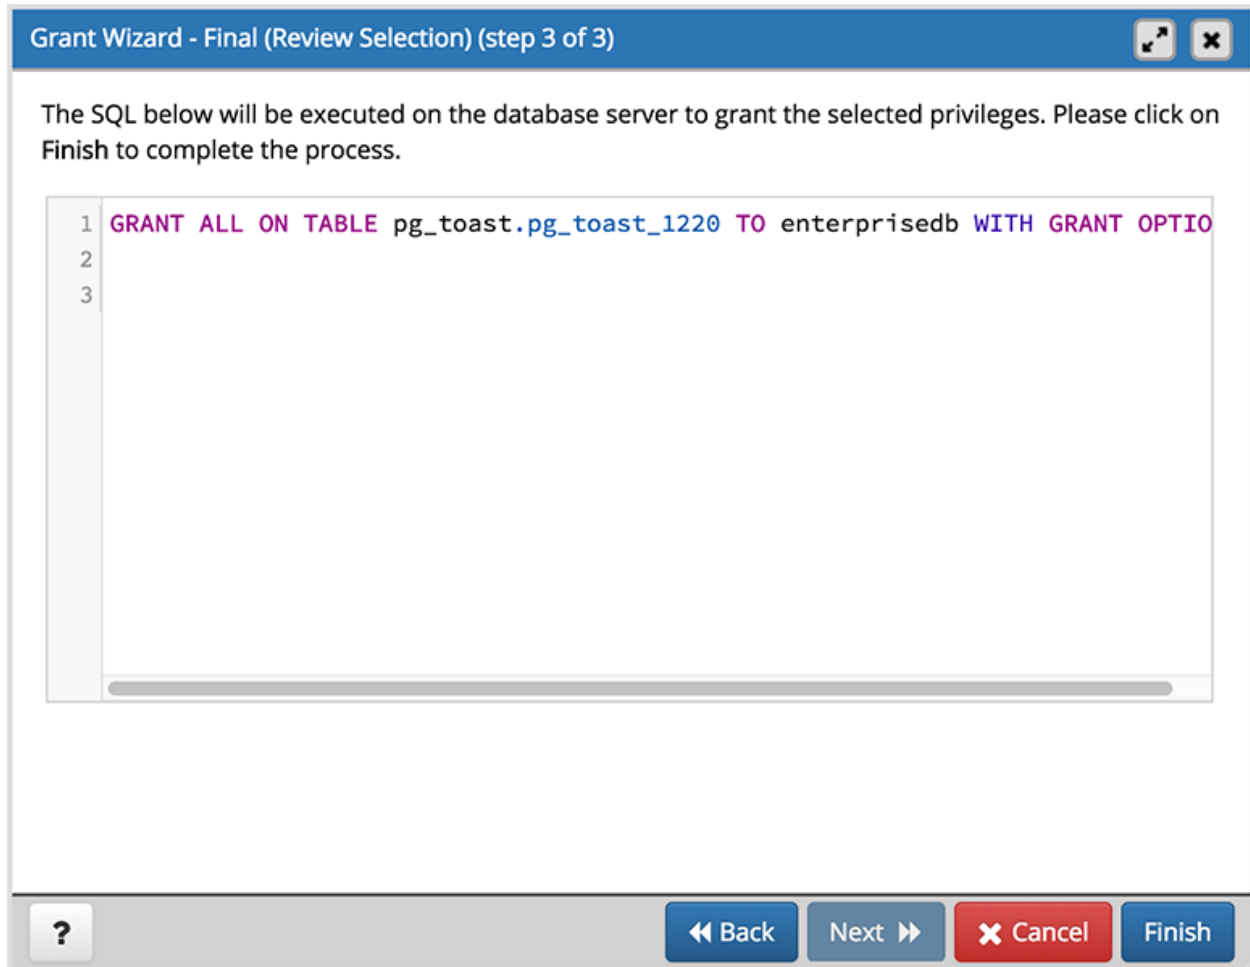 Grant Wizard - Final (Review Selection) (step 3 of 3)
The SQL below will be executed on the database server to grant the selected privileges. Please click on
Finish to complete the process.
1 GRANT ALL ON TABLE pg_toast.pg_toast_1220 TO enterprisedb WITH GRANT OPTIO
2
3
? Back Next Cancel Finish